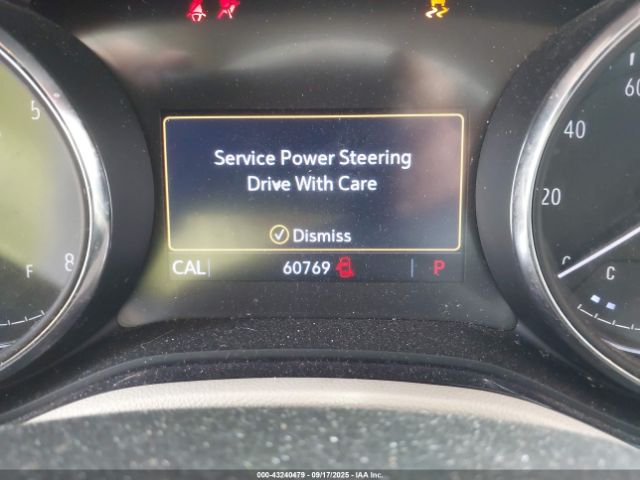 5
60
Service Power Steering
Drive With Care
40
Dismiss
20
F
8
CAL
60769
P
C
000-43240479 - 09/17/2025 - IAA Inc.